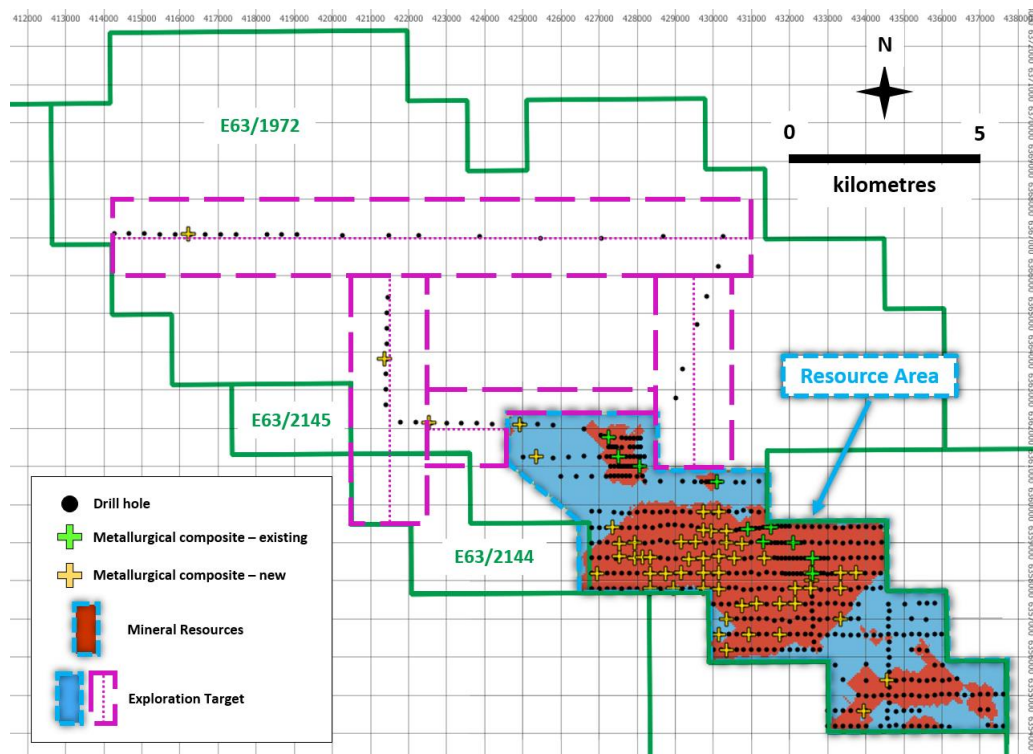 412000 413000 414000 415000 416000 417000 418000 419000 420000 421000 422000 423000 424000 425000 426000 427000 428000 429000 430000 431000 432000 433000 434000 435000 436000 437000 438000
N
E63/1972
0 5
kilometres
Resource Area
E63/2145
E63/2144
Drill hole
Metallurgical composite – existing
Metallurgical composite – new
Mineral Resources
Exploration Target